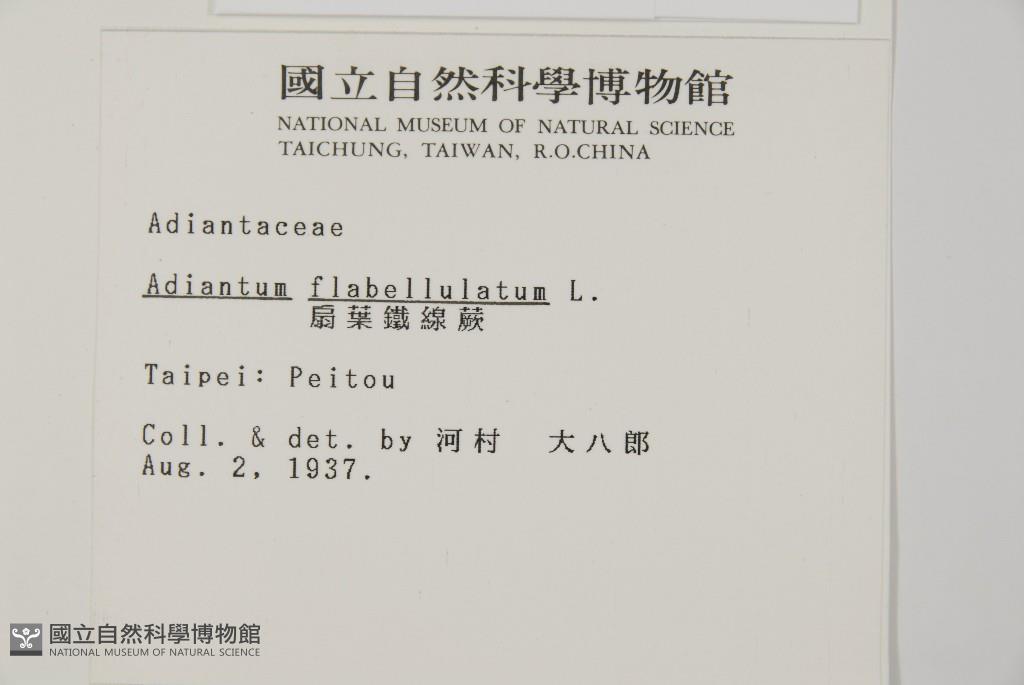 國立自然科學博物館
NATIONAL MUSEUM OF NATURAL SCIENCE
TAICHUNG, TAIWAN, R.O.CHINA
Adiantaceae
Adiantum flabellulatum L.
扇葉鐵線蕨
Taipei: Peitou
Coll. & det. by 河村 大八郎
Aug. 2, 1937.
國立自然科學博物館
NATIONAL MUSEUM OF NATURAL SCIENCE